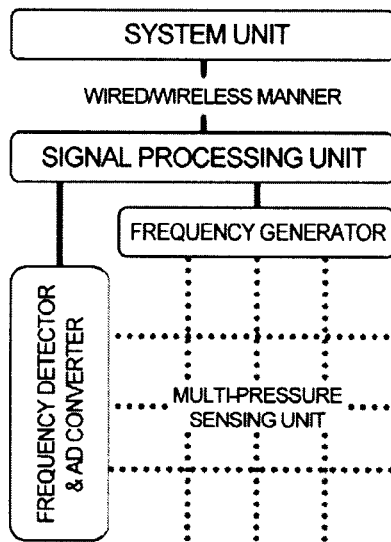 SYSTEM UNIT
WIRED/WIRELESS MANNER
SIGNAL PROCESSING UNIT
FREQUENCY GENERATOR
FREQUENCY DETECTOR
& AD CONVERTER
MULTI-PRESSURE
SENSING UNIT